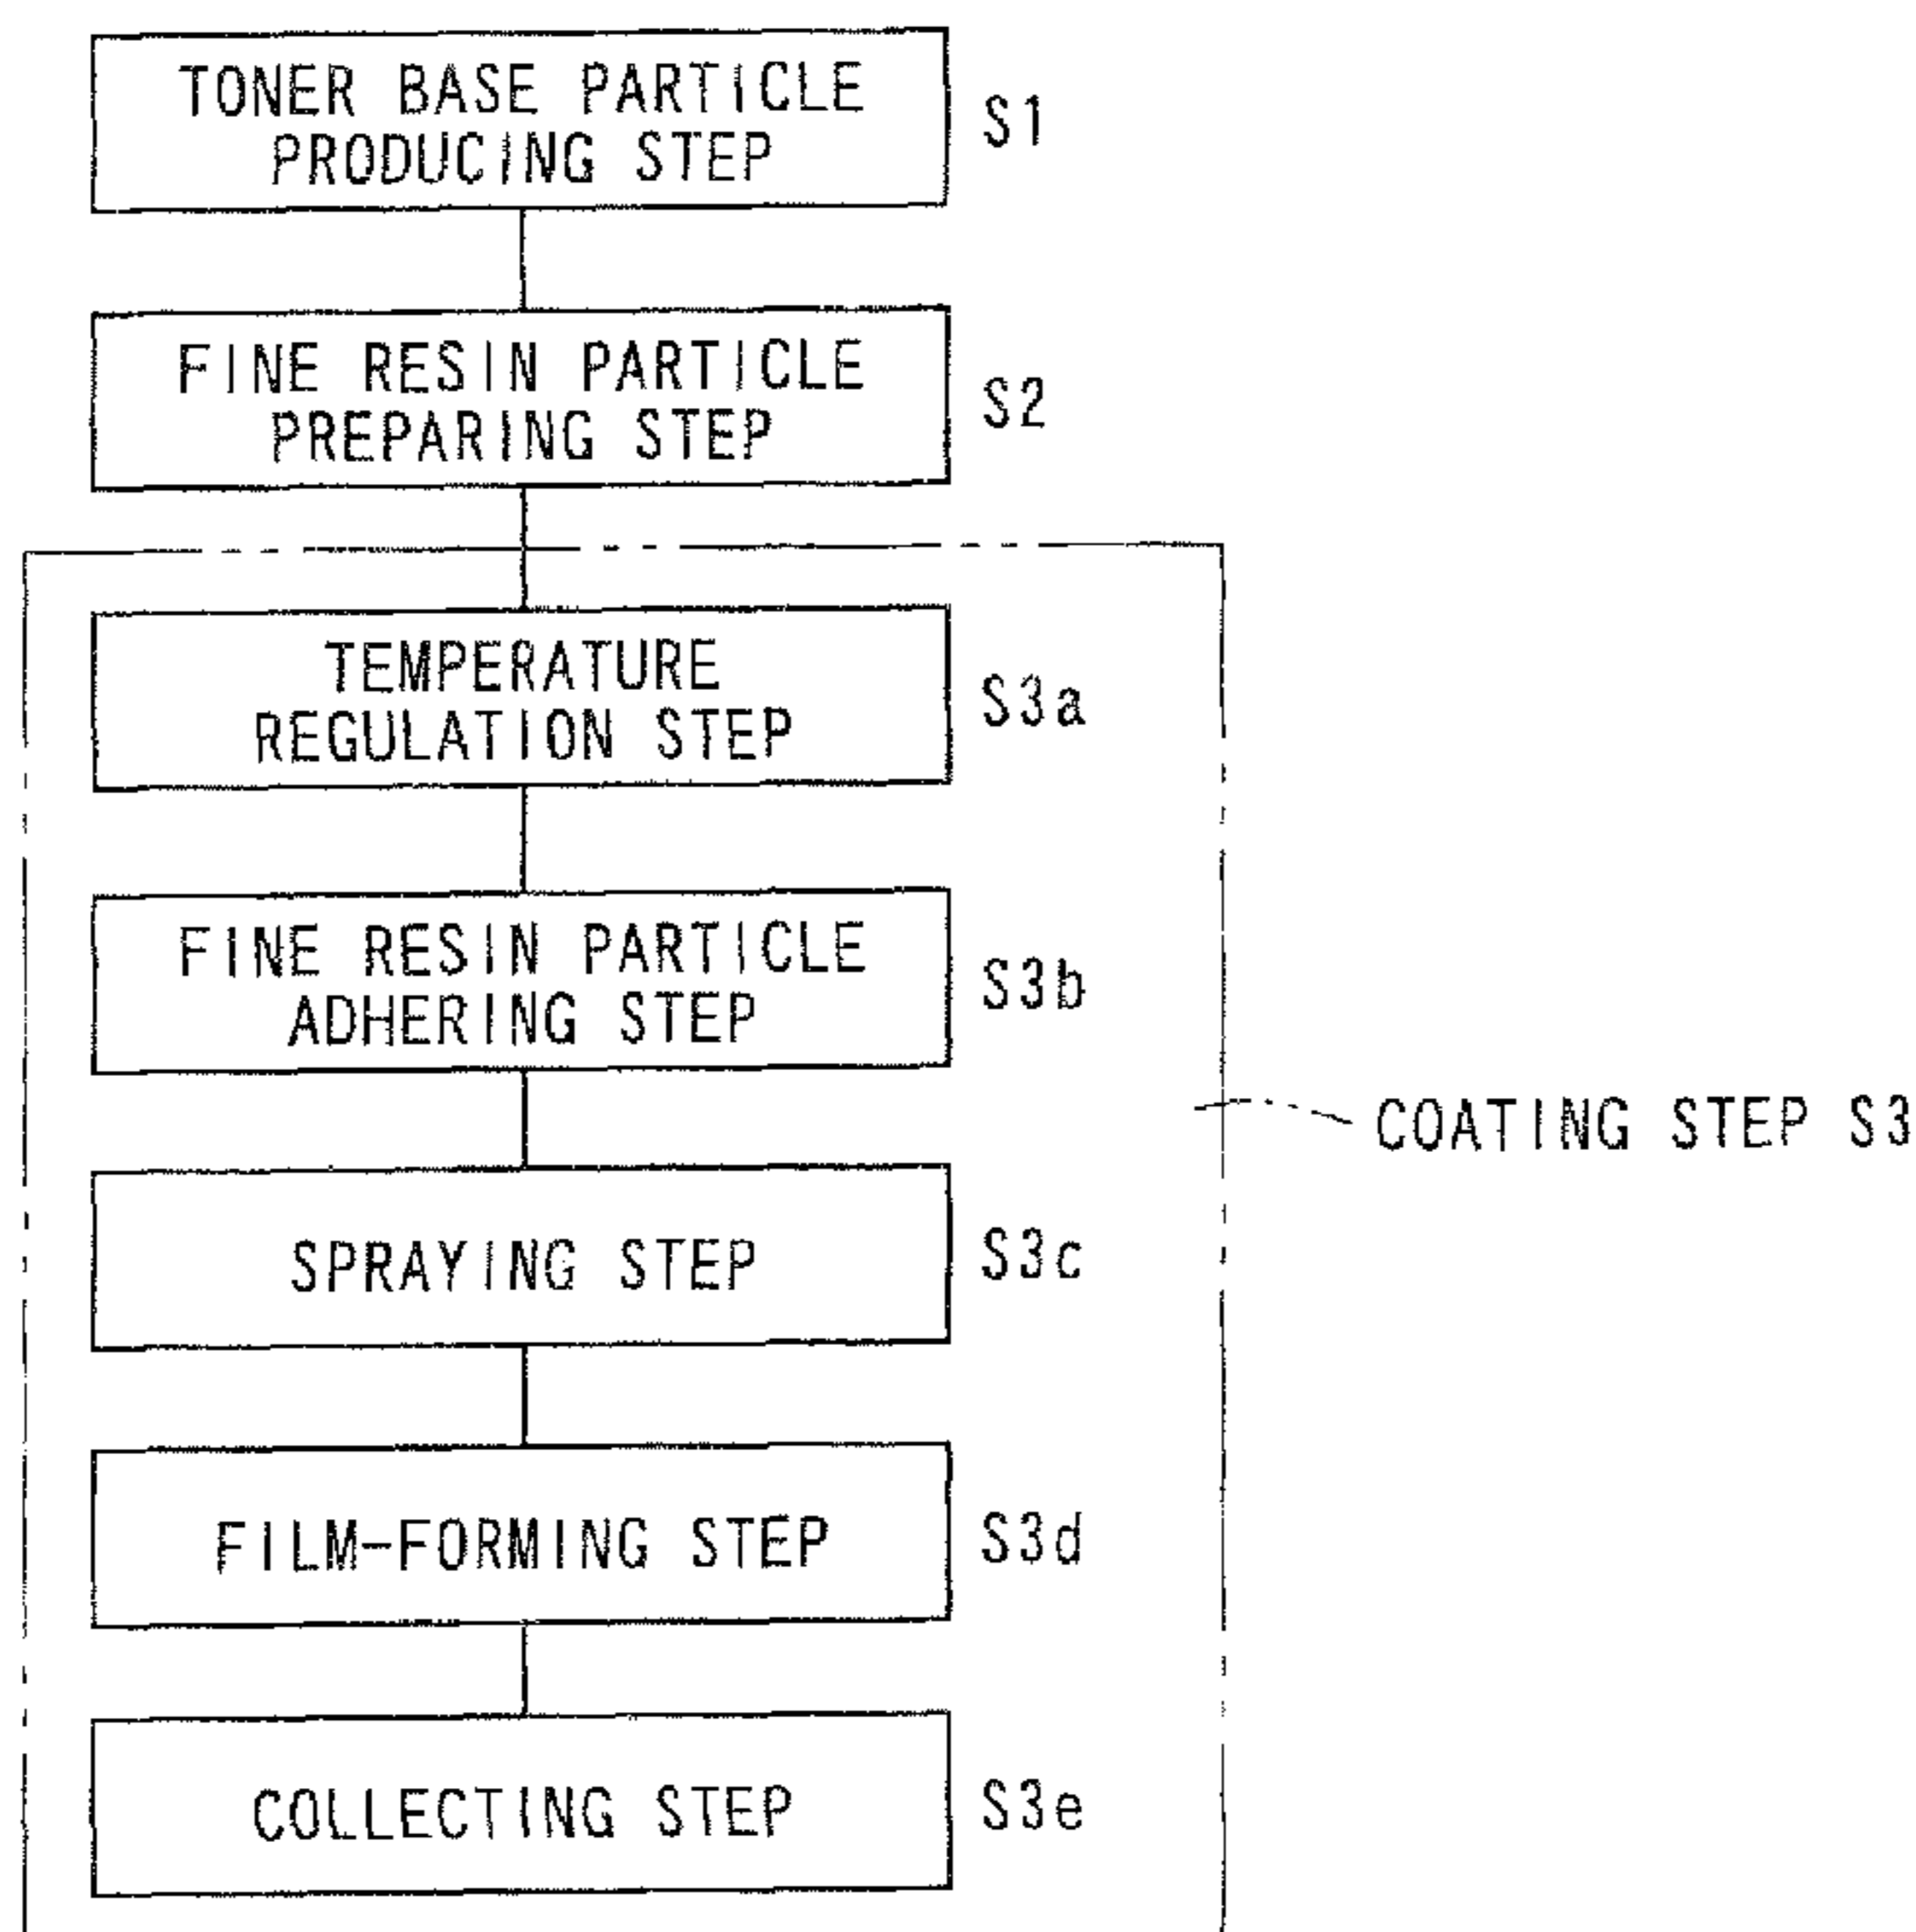 TONER BASE PARTICLE
PRODUCING STEP
S1
FINE RESIN PARTICLE
PREPARING STEP
S2
TEMPERATURE
REGULATION STEP
S3a
FINE RESIN PARTICLE
ADHERING STEP
S3b
COATING STEP S3
SPRAYING STEP
S3c
FILM-FORMING STEP
S3d
COLLECTING STEP
S3e